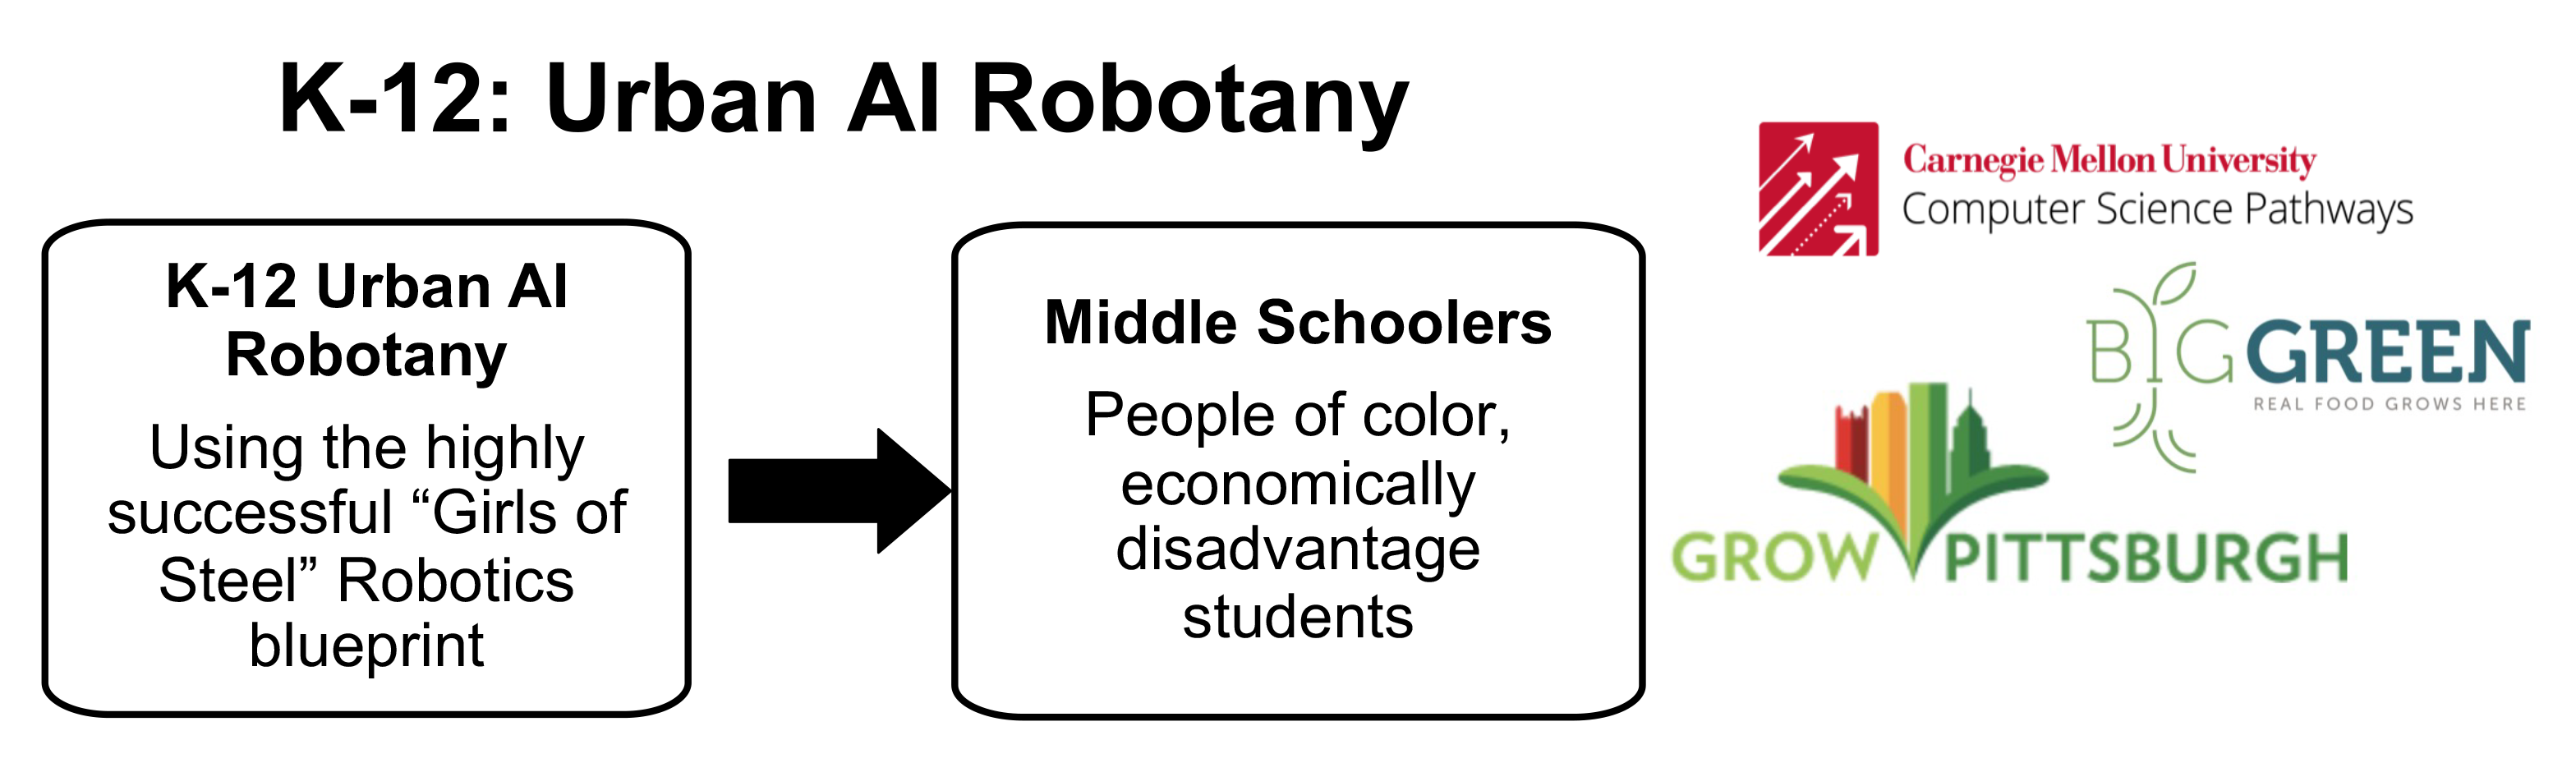 K-12: Urban AI Robotany
K-12 Urban AI
Robotany
Using the highly
successful “Girls of
Steel” Robotics
blueprint
Middle Schoolers
People of color,
economically
disadvantage
students
Carnegie Mellon University
Computer Science Pathways
BIG GREEN
REAL FOOD GROWS HERE
GROW PITTSBURGH